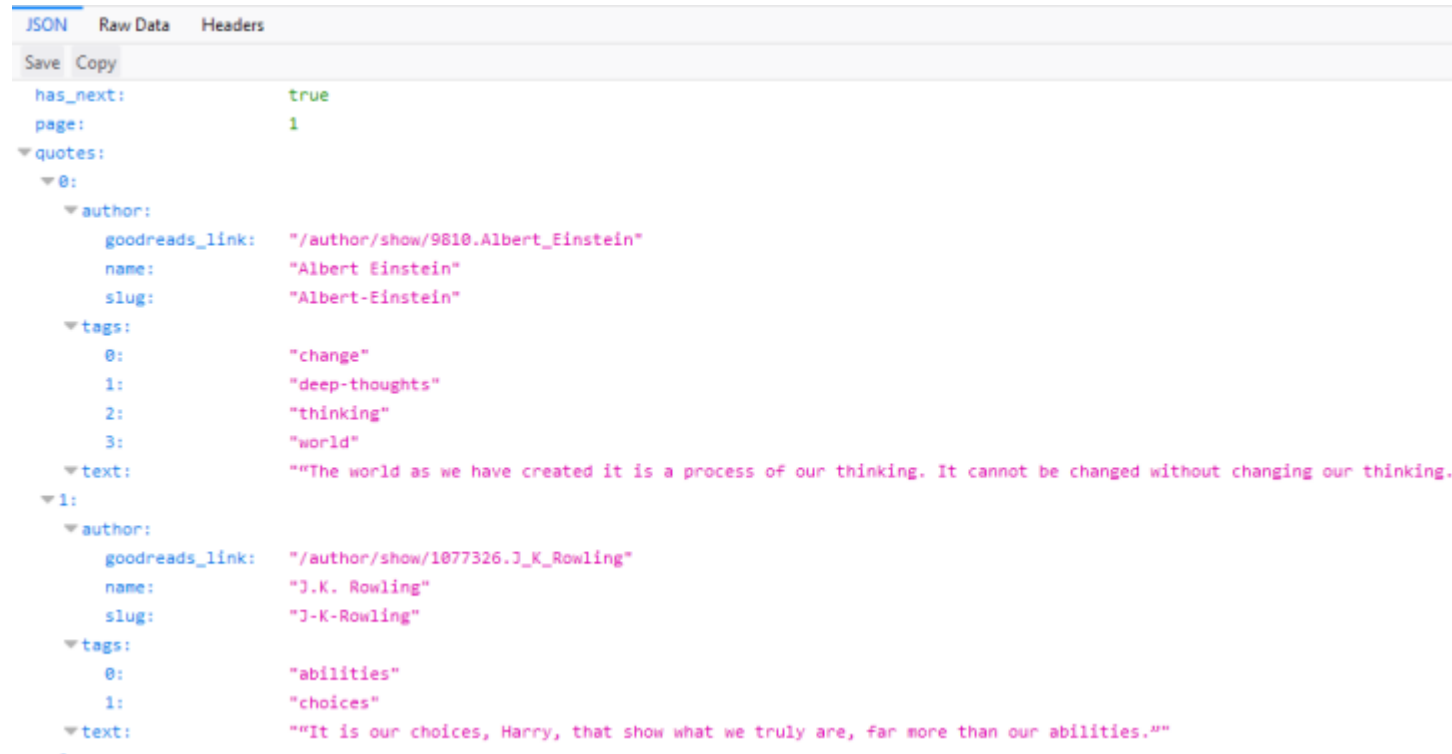 JSON Raw Data Headers
Save Copy
has_next: true
page: 1
quotes:
0:
author:
goodreads_link: "/author/show/9810.Albert_Einstein"
name: "Albert Einstein"
slug: "Albert-Einstein"
tags:
0: "change"
1: "deep-thoughts"
2: "thinking"
3: "world"
text: "“The world as we have created it is a process of our thinking. It cannot be changed without changing our thinking.
1:
author:
goodreads_link: "/author/show/1077326.J_K_Rowling"
name: "J.K. Rowling"
slug: "J-K-Rowling"
tags:
0: "abilities"
1: "choices"
text: "“It is our choices, Harry, that show what we truly are, far more than our abilities.”"